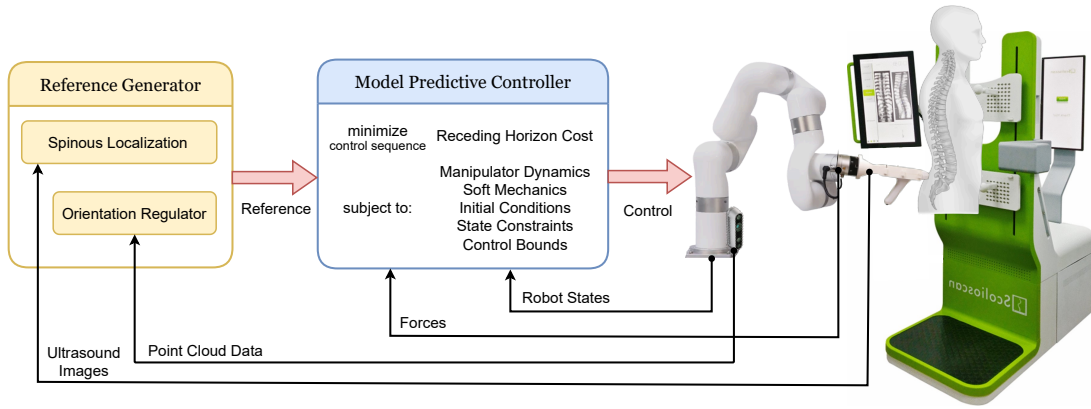 Reference Generator
Spinous Localization
Orientation Regulator
Reference
Model Predictive Controller
minimize
control sequence
Receding Horizon Cost
subject to:
Manipulator Dynamics
Soft Mechanics
Initial Conditions
State Constraints
Control Bounds
Control
Robot States
Forces
Point Cloud Data
Ultrasound
Images
Scolioscan